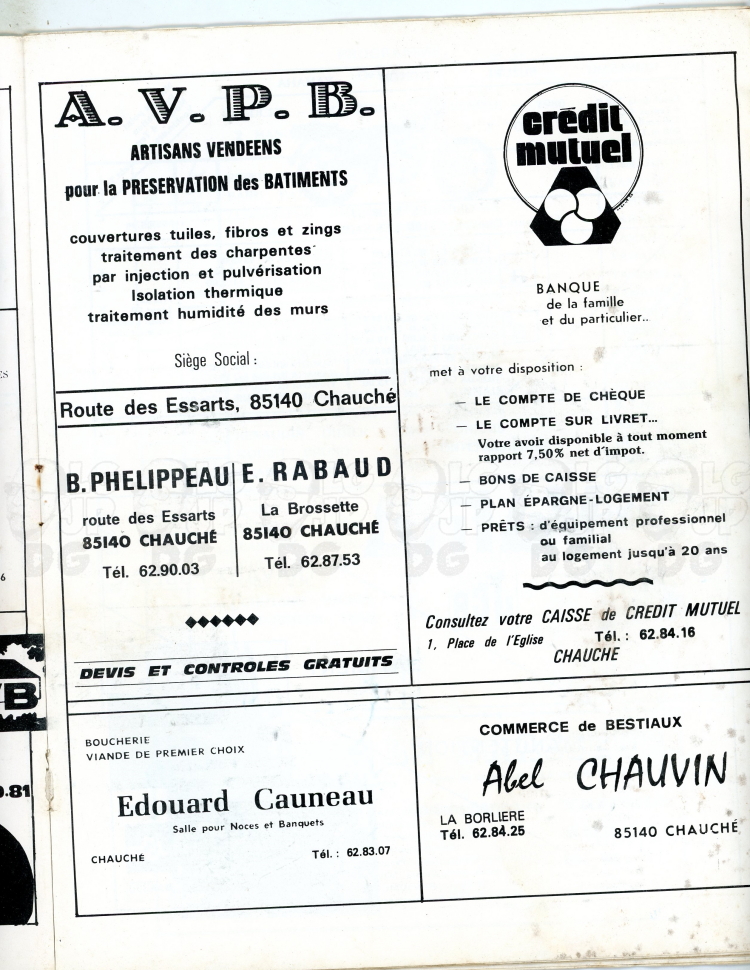 A. V. P. B.
ARTISANS VENDEENS
pour la PRESERVATION des BATIMENTS
couvertures tuiles, fibros et zings
traitement des charpentes
par injection et pulvérisation
Isolation thermique
traitement humidité des murs
Siège Social :
Route des Essarts, 85140 Chauché
B. PHELIPPEAU
route des Essarts
85140 CHAUCHÉ
Tél. 62.90.03
E. RABAUD
La Brossette
85140 CHAUCHÉ
Tél. 62.87.53
DEVIS ET CONTROLES GRATUITS
crédit
mutuel
BANQUE
de la famille
et du particulier..
met à votre disposition :
— LE COMPTE DE CHÈQUE
— LE COMPTE SUR LIVRET...
Votre avoir disponible à tout moment
rapport 7,50% net d'impot.
— BONS DE CAISSE
— PLAN ÉPARGNE-LOGEMENT
— PRÊTS : d'équipement professionnel
ou familial
au logement jusqu'à 20 ans
Consultez votre CAISSE de CREDIT MUTUEL
1, Place de l'Eglise Tél. : 62.84.16
CHAUCHE
BOUCHERIE
VIANDE DE PREMIER CHOIX
Edouard Cauneau
Salle pour Noces et Banquets
CHAUCHÉ Tél. : 62.83.07
COMMERCE de BESTIAUX
Abel CHAUVIN
LA BORLIERE
Tél. 62.84.25
85140 CHAUCHÉ